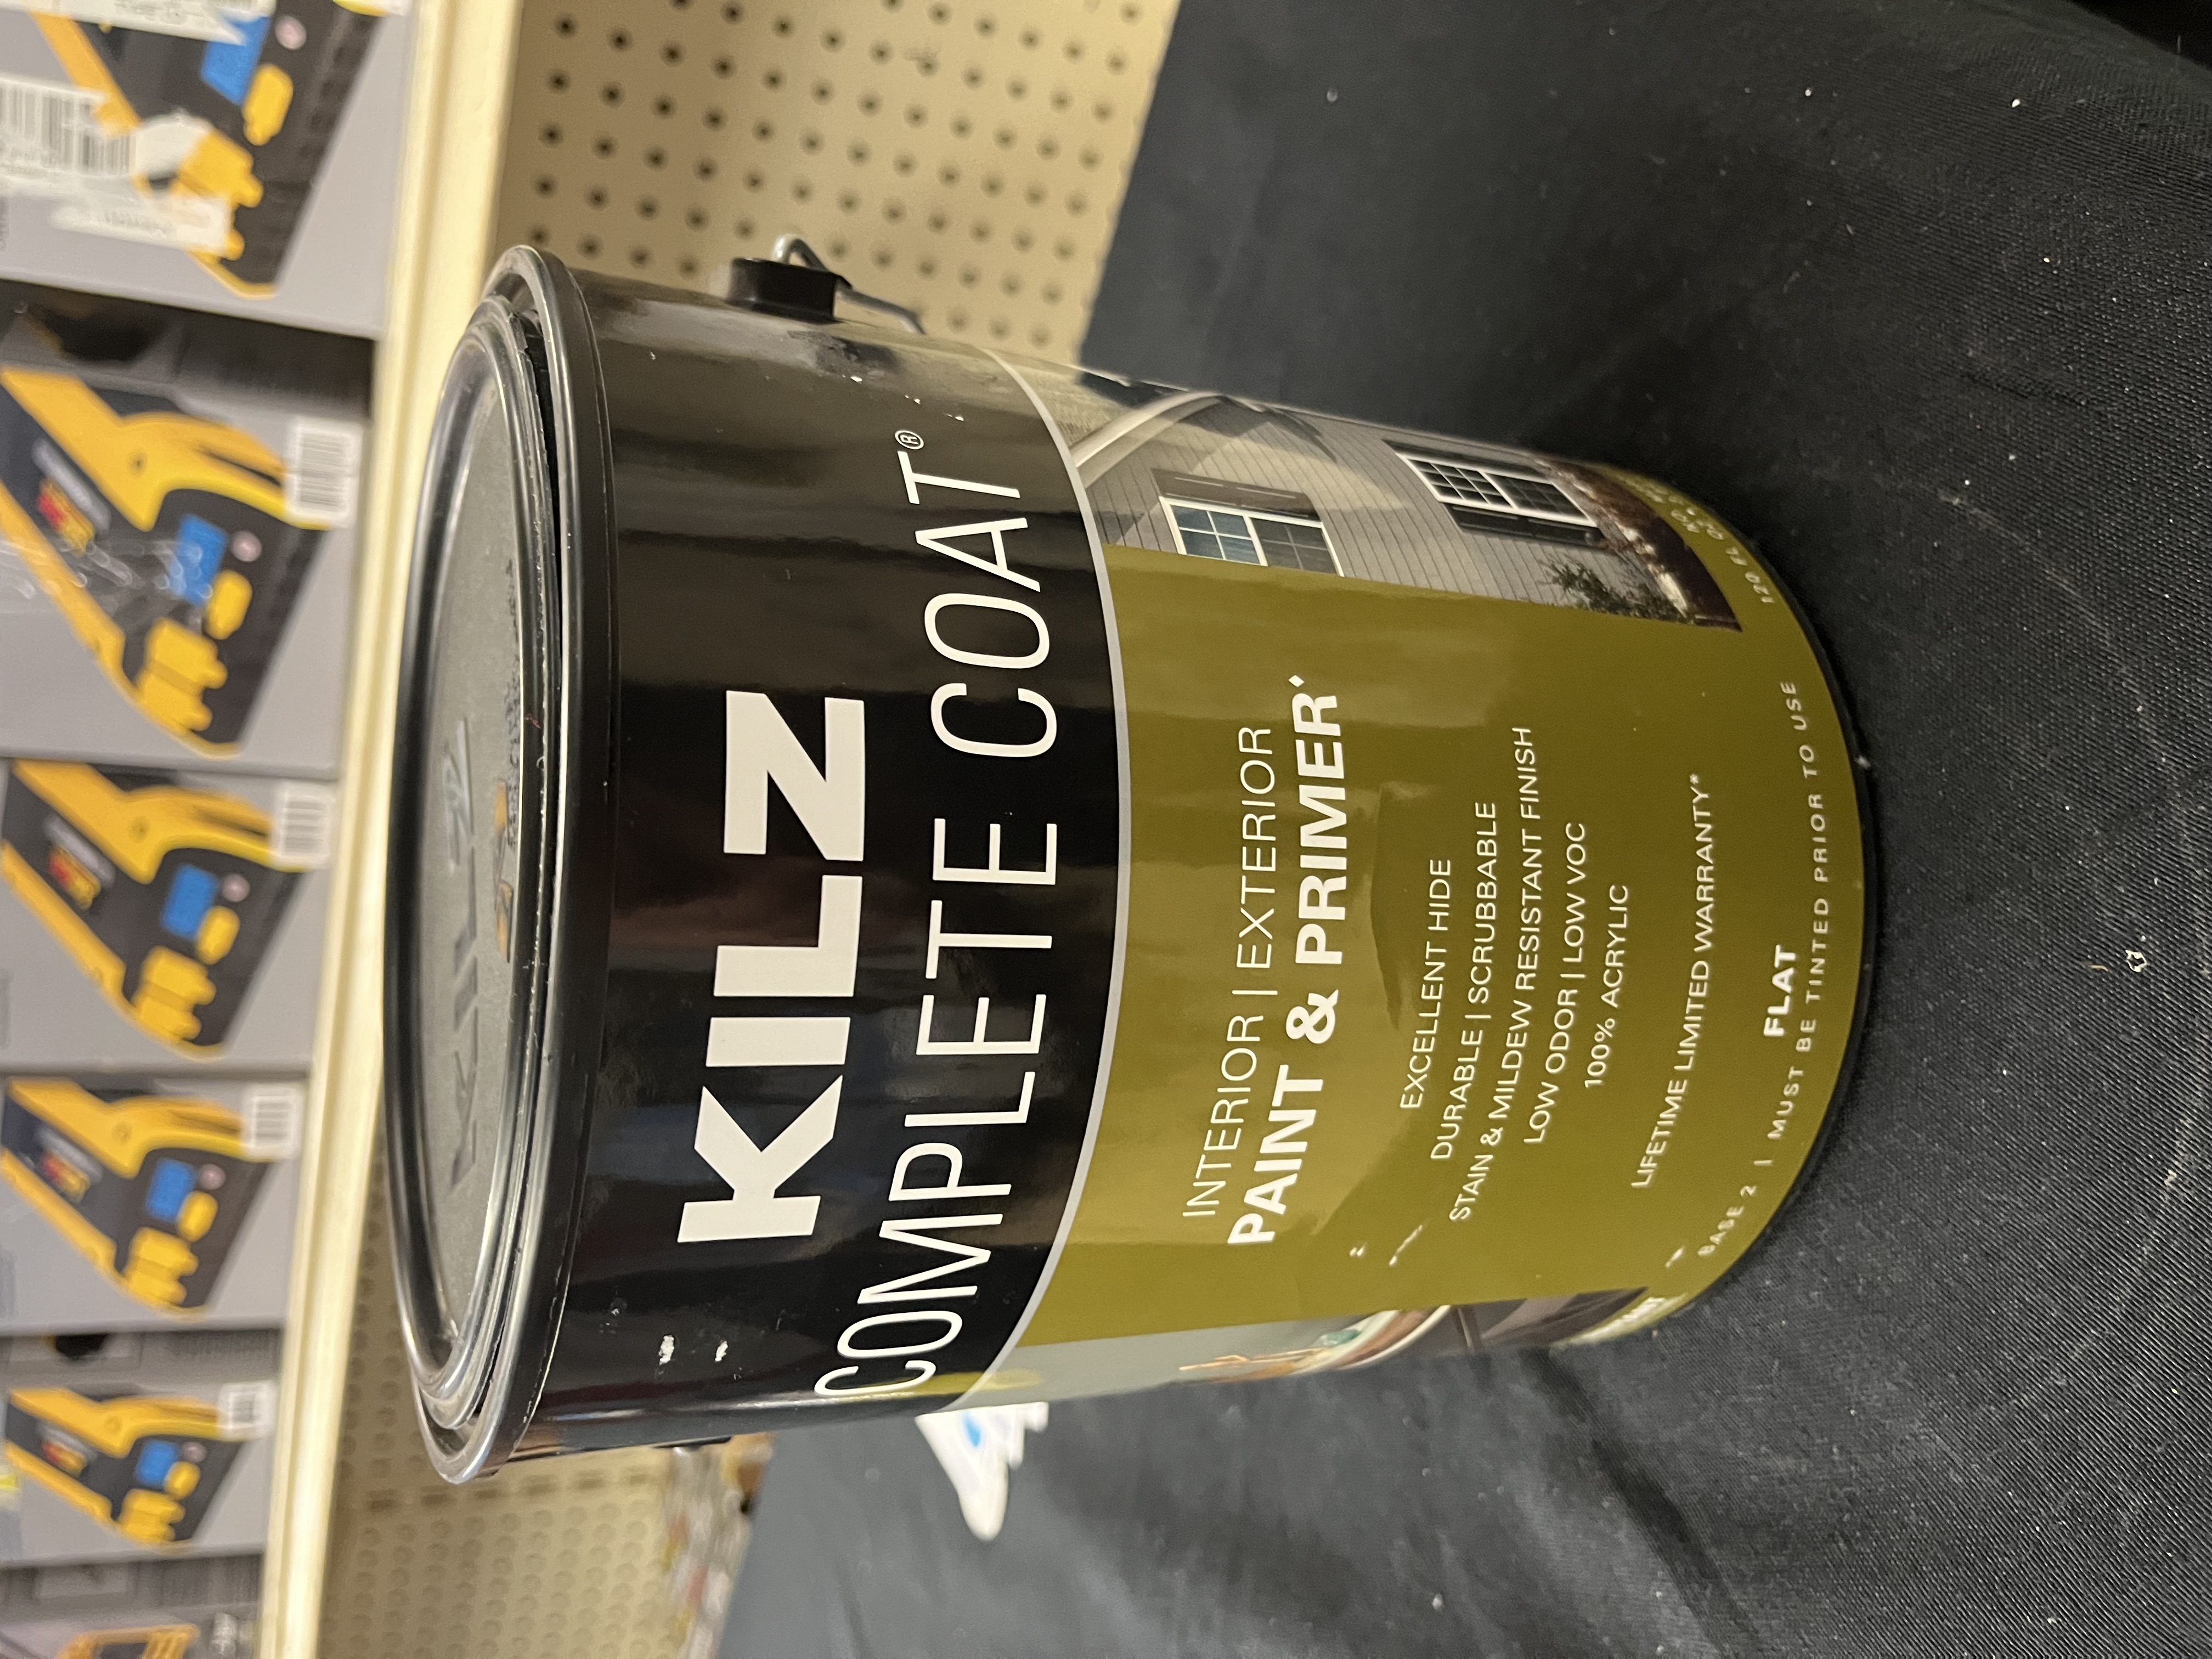 KILZ
COMPLETE COAT®
INTERIOR | EXTERIOR
PAINT & PRIMER
EXCELLENT HIDE
DURABLE | SCRUBBABLE
STAIN & MILDEW RESISTANT FINISH
LOW ODOR | LOW VOC
100% ACRYLIC
LIFETIME LIMITED WARRANTY*
FLAT
BASE 2 | MUST BE TINTED PRIOR TO USE